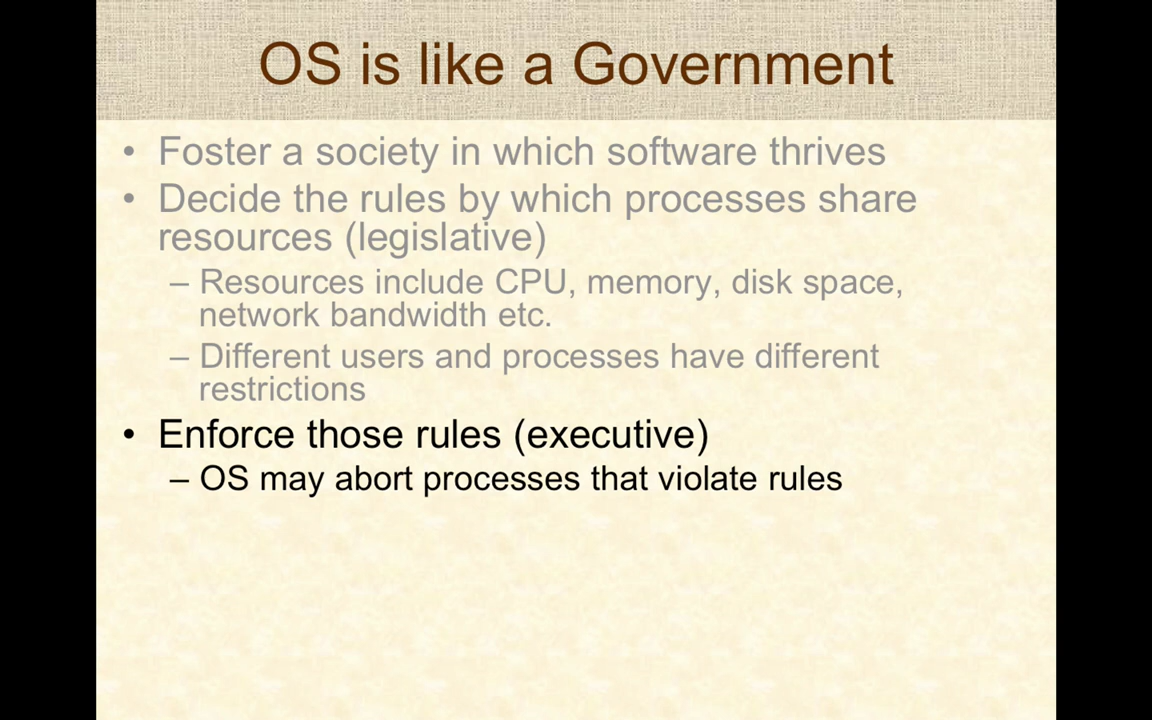 OS is like a Government
• Foster a society in which software thrives
• Decide the rules by which processes share
resources (legislative)
– Resources include CPU, memory, disk space,
network bandwidth etc.
– Different users and processes have different
restrictions
• Enforce those rules (executive)
– OS may abort processes that violate rules